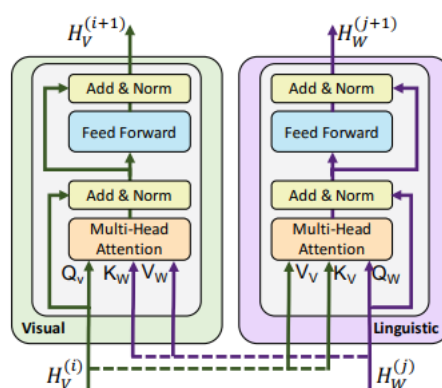 H_V^(i+1)
Add & Norm
Feed Forward
Add & Norm
Multi-Head
Attention
Q_v K_W V_W
Visual
H_V^(i)
H_W^(j+1)
Add & Norm
Feed Forward
Add & Norm
Multi-Head
Attention
V_V K_V Q_W
Linguistic
H_W^(j)